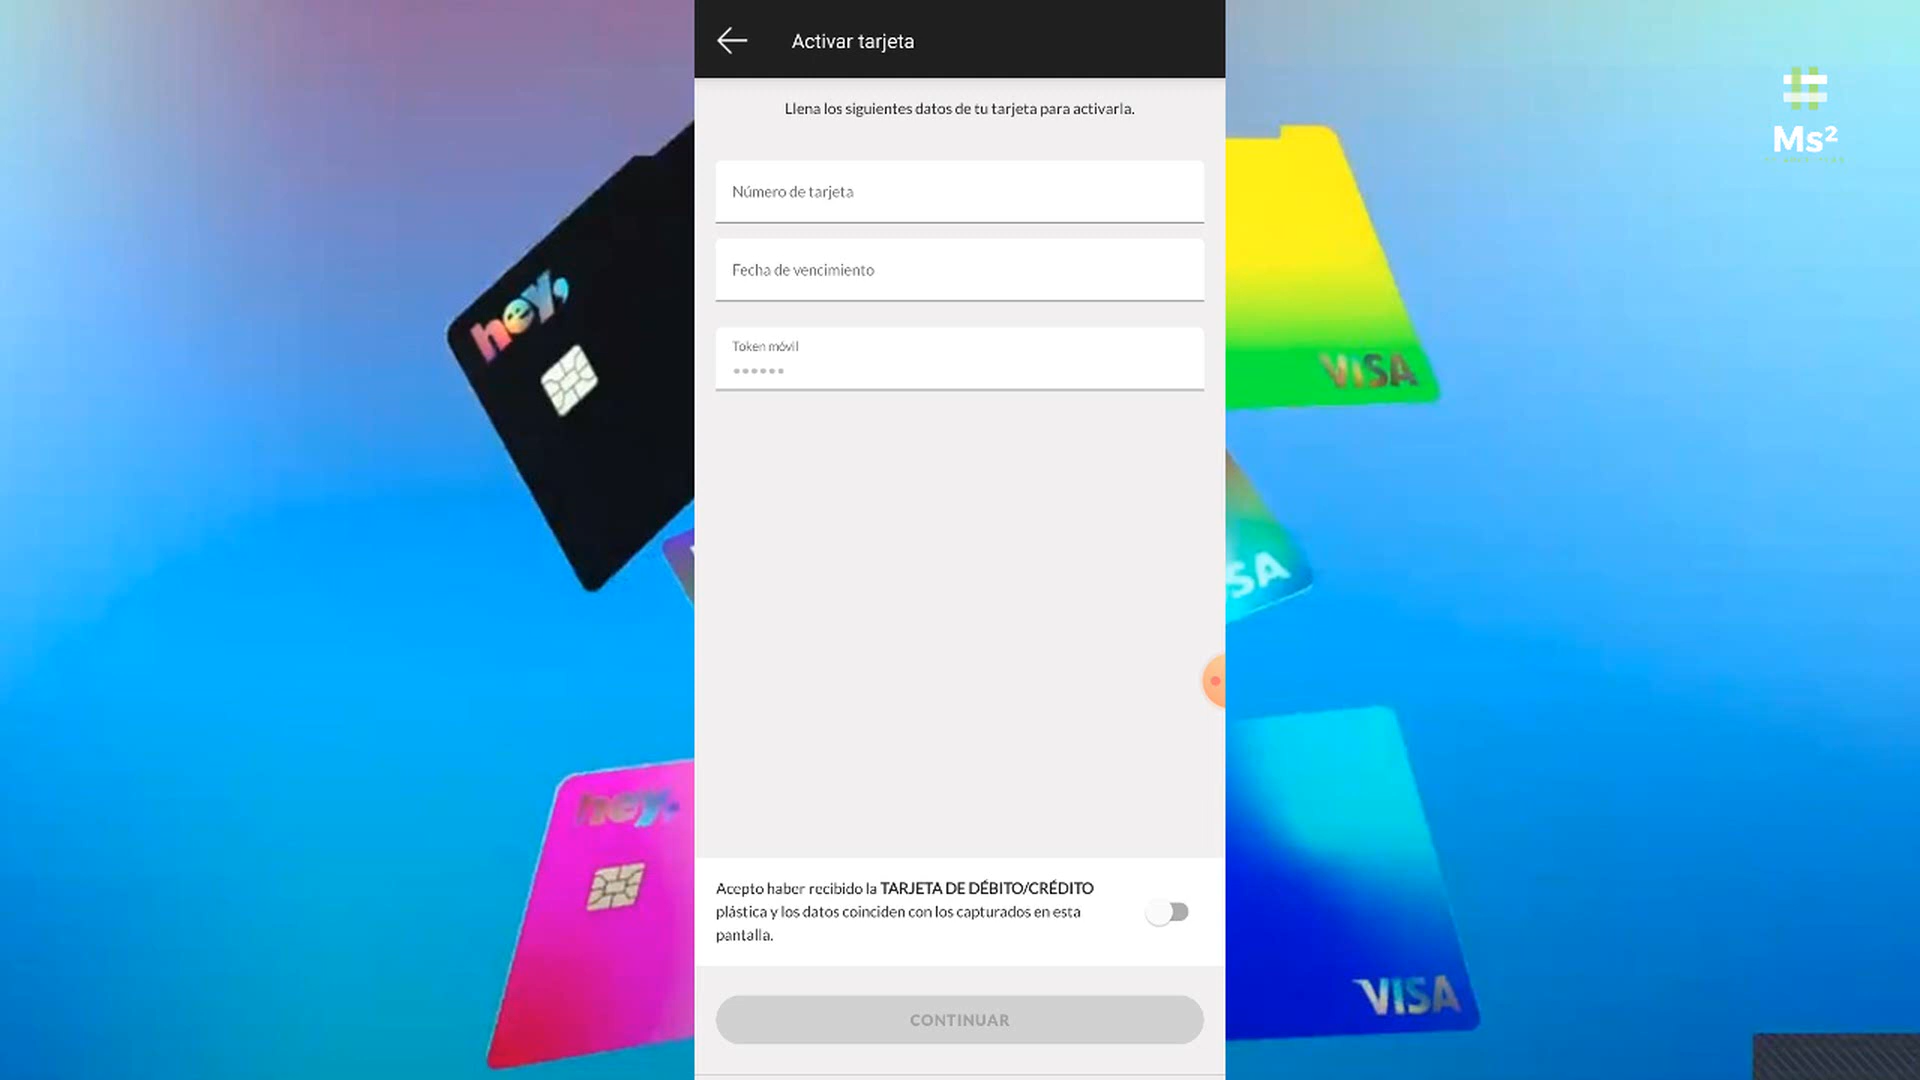 Activar tarjeta
Llena los siguientes datos de tu tarjeta para activarla.
Número de tarjeta
Fecha de vencimiento
Token móvil
••••••
Acepto haber recibido la TARJETA DE DÉBITO/CRÉDITO
plástica y los datos coinciden con los capturados en esta
pantalla.
CONTINUAR
hey,
hey,
VISA
SA
VISA
Ms²